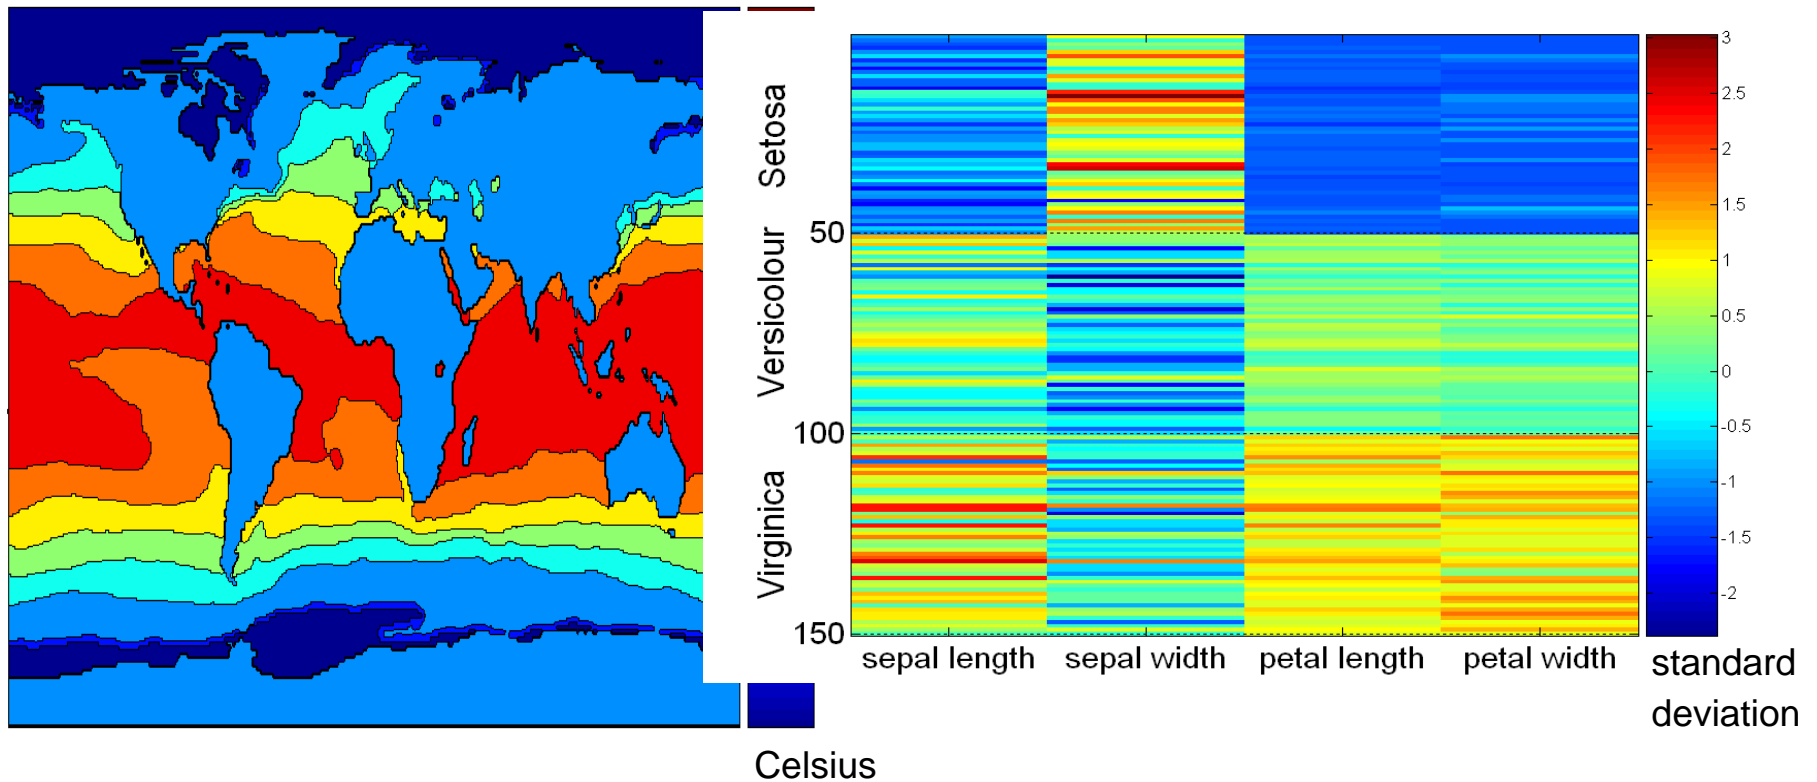 Setosa
Versicolour
Virginica
50
100
150
sepal length
sepal width
petal length
petal width
3
2.5
2
1.5
1
0.5
0
-0.5
-1
-1.5
-2
standard
deviation
Celsius